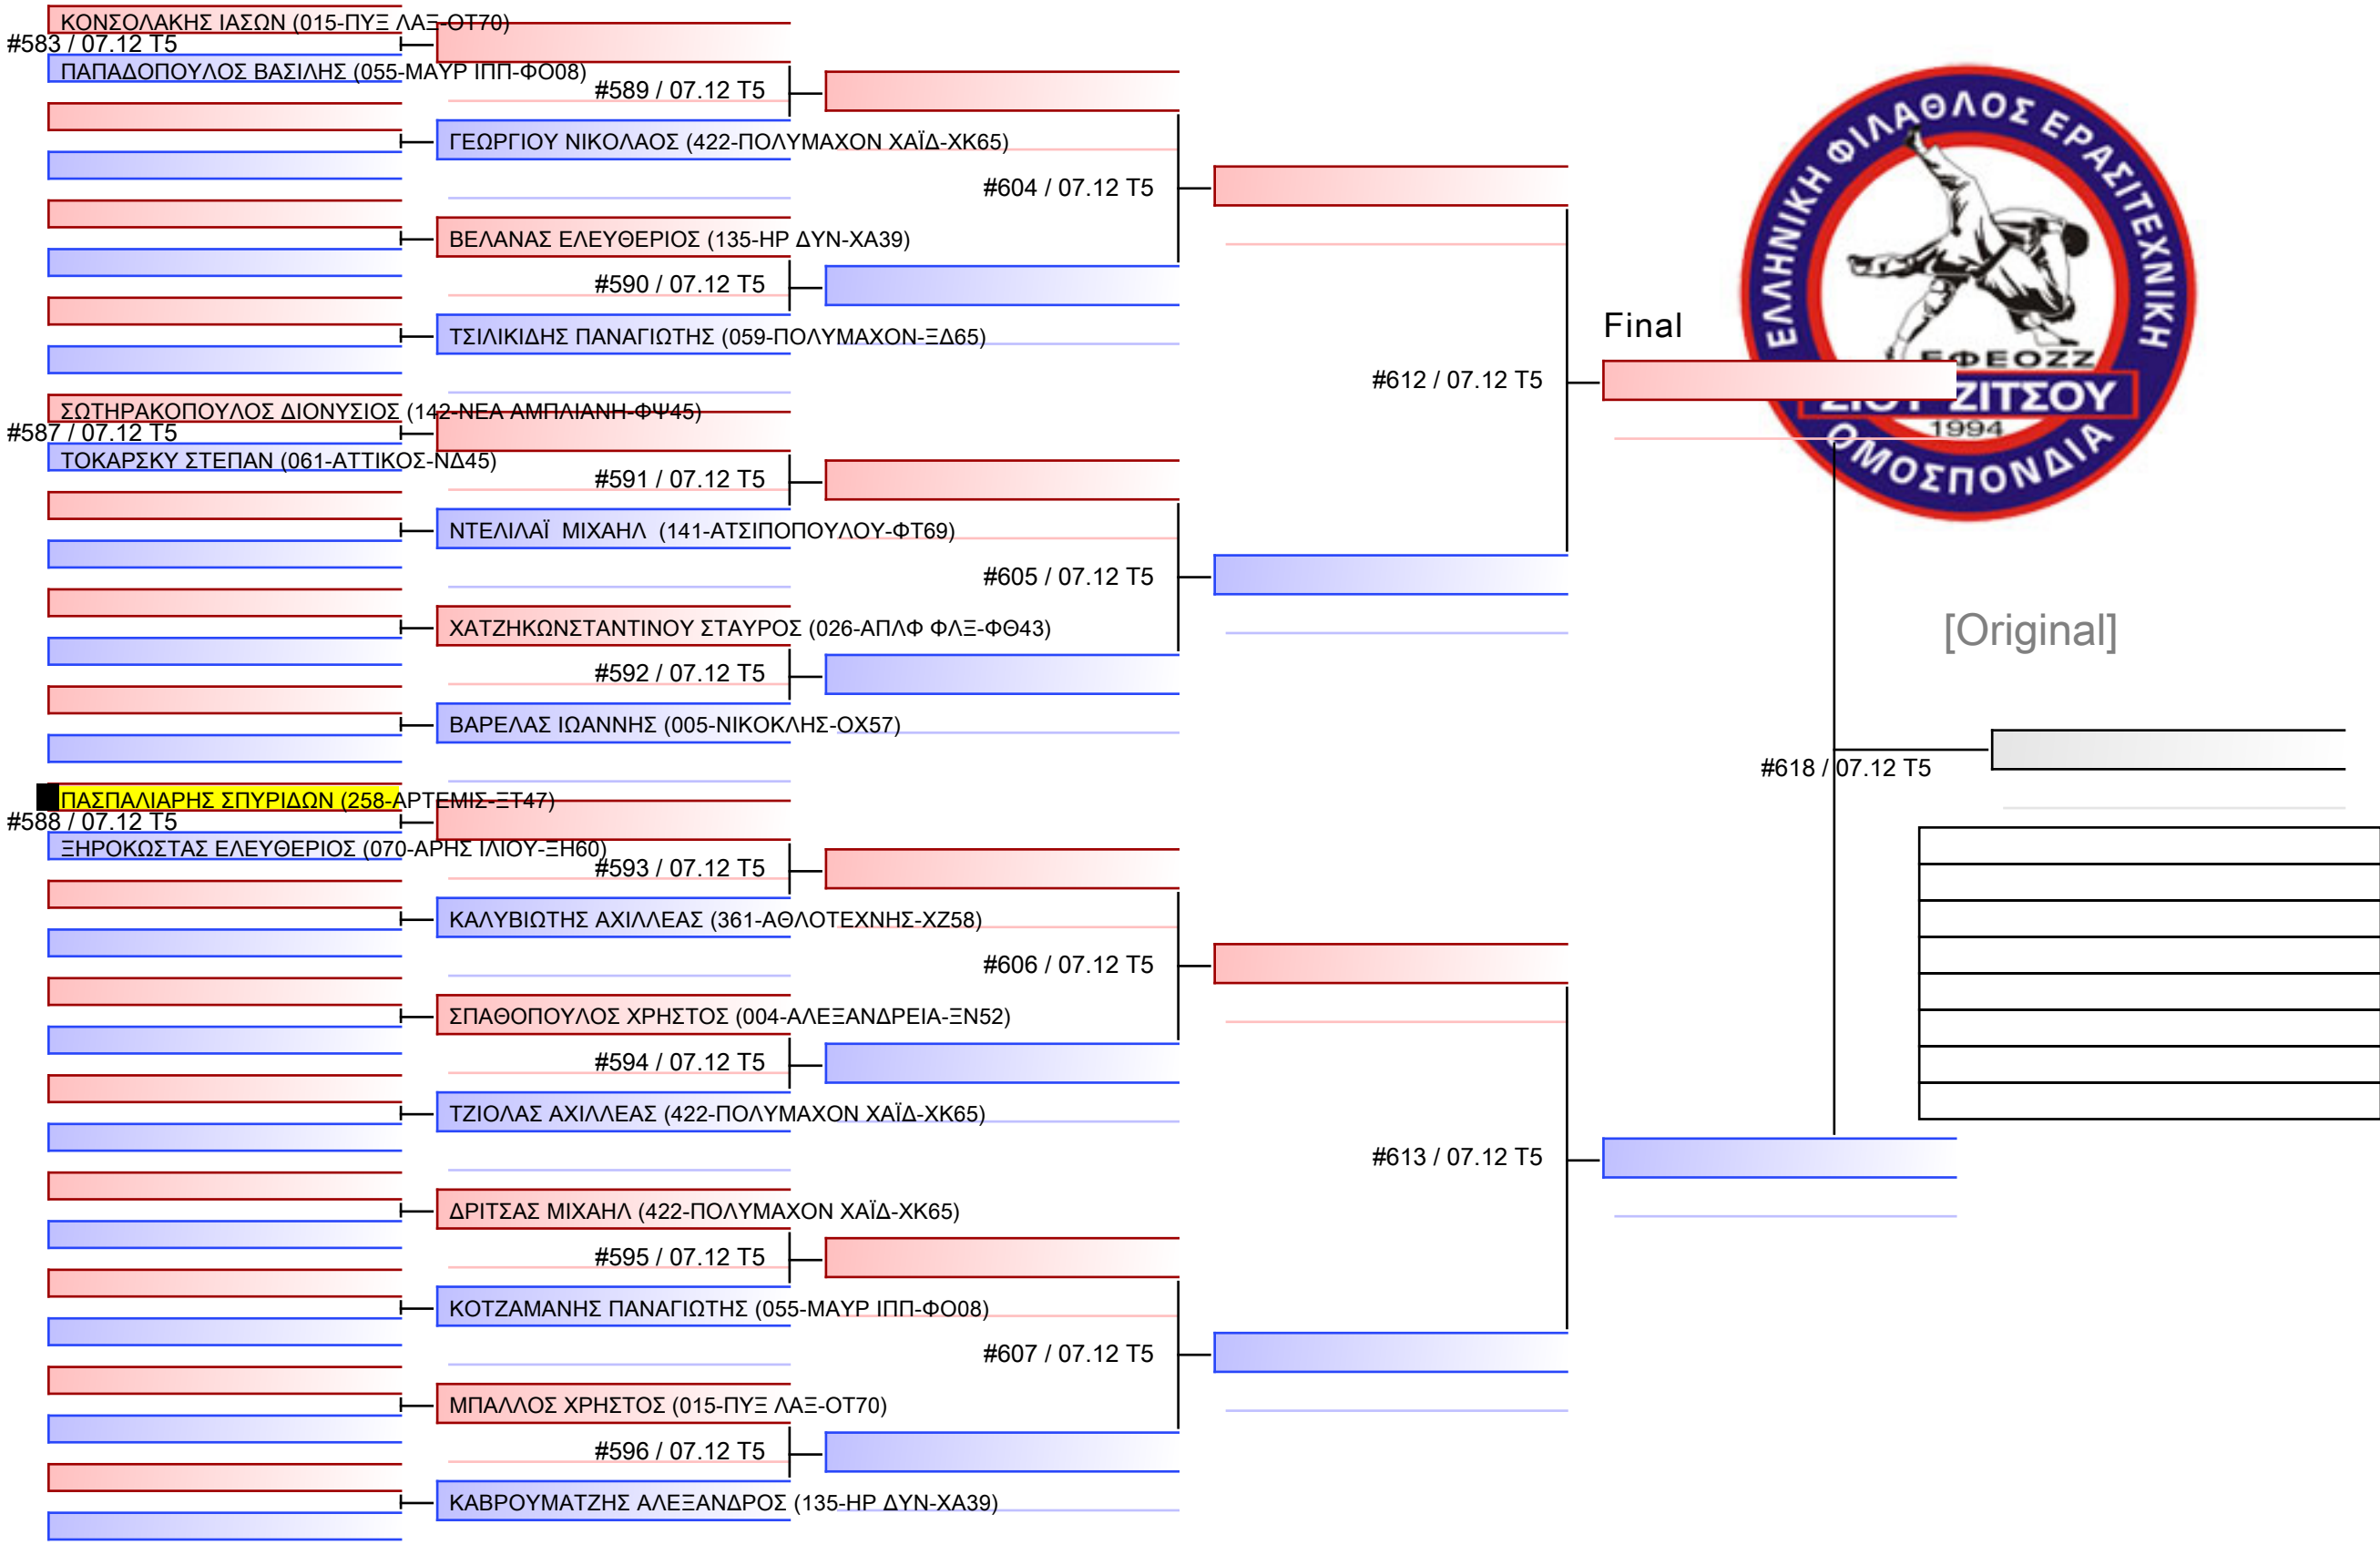 ΚΟΝΣΟΛΑΚΗΣ ΙΑΣΩΝ (015-ΠΥΞ ΛΑΞ-ΟΤ70)
#583 / 07.12 T5
ΠΑΠΑΔΟΠΟΥΛΟΣ ΒΑΣΙΛΗΣ (055-ΜΑΥΡ ΙΠΠ-ΦΟ08)
#589 / 07.12 T5
ΓΕΩΡΓΙΟΥ ΝΙΚΟΛΑΟΣ (422-ΠΟΛΥΜΑΧΟΝ ΧΑΪΔ-ΧΚ65)
#604 / 07.12 T5
ΒΕΛΑΝΑΣ ΕΛΕΥΘΕΡΙΟΣ (135-ΗΡ ΔΥΝ-ΧΑ39)
#590 / 07.12 T5
ΤΣΙΛΙΚΙΔΗΣ ΠΑΝΑΓΙΩΤΗΣ (059-ΠΟΛΥΜΑΧΟΝ-ΞΔ65)
#612 / 07.12 T5
Final
ΕΛΛΗΝΙΚΗ ΦΙΛΑΘΛΟΣ ΕΡΑΣΙΤΕΧΝΙΚΗ
ΕΦΕΟΖΖ
ΖΙΟΥ ΖΙΤΣΟΥ
1994
ΟΜΟΣΠΟΝΔΙΑ
ΣΩΤΗΡΑΚΟΠΟΥΛΟΣ ΔΙΟΝΥΣΙΟΣ (142-ΝΕΑ ΑΜΠΛΙΑΝΗ-ΦΨ45)
#587 / 07.12 T5
ΤΟΚΑΡΣΚΥ ΣΤΕΠΑΝ (061-ΑΤΤΙΚΟΣ-ΝΔ45)
#591 / 07.12 T5
ΝΤΕΛΙΛΑΪ  ΜΙΧΑΗΛ  (141-ΑΤΣΙΠΟΠΟΥΛΟΥ-ΦΤ69)
#605 / 07.12 T5
ΧΑΤΖΗΚΩΝΣΤΑΝΤΙΝΟΥ ΣΤΑΥΡΟΣ (026-ΑΠΛΦ ΦΛΞ-ΦΘ43)
[Original]
#592 / 07.12 T5
ΒΑΡΕΛΑΣ ΙΩΑΝΝΗΣ (005-ΝΙΚΟΚΛΗΣ-ΟΧ57)
#618 / 07.12 T5
ΠΑΣΠΑΛΙΑΡΗΣ ΣΠΥΡΙΔΩΝ (258-ΑΡΤΕΜΙΣ-ΞΤ47)
#588 / 07.12 T5
ΞΗΡΟΚΩΣΤΑΣ ΕΛΕΥΘΕΡΙΟΣ (070-ΑΡΗΣ ΙΛΙΟΥ-ΞΗ60)
#593 / 07.12 T5
ΚΑΛΥΒΙΩΤΗΣ ΑΧΙΛΛΕΑΣ (361-ΑΘΛΟΤΕΧΝΗΣ-ΧΖ58)
#606 / 07.12 T5
ΣΠΑΘΟΠΟΥΛΟΣ ΧΡΗΣΤΟΣ (004-ΑΛΕΞΑΝΔΡΕΙΑ-ΞΝ52)
#594 / 07.12 T5
ΤΖΙΟΛΑΣ ΑΧΙΛΛΕΑΣ (422-ΠΟΛΥΜΑΧΟΝ ΧΑΪΔ-ΧΚ65)
#613 / 07.12 T5
ΔΡΙΤΣΑΣ ΜΙΧΑΗΛ (422-ΠΟΛΥΜΑΧΟΝ ΧΑΪΔ-ΧΚ65)
#595 / 07.12 T5
ΚΟΤΖΑΜΑΝΗΣ ΠΑΝΑΓΙΩΤΗΣ (055-ΜΑΥΡ ΙΠΠ-ΦΟ08)
#607 / 07.12 T5
ΜΠΑΛΛΟΣ ΧΡΗΣΤΟΣ (015-ΠΥΞ ΛΑΞ-ΟΤ70)
#596 / 07.12 T5
ΚΑΒΡΟΥΜΑΤΖΗΣ ΑΛΕΞΑΝΔΡΟΣ (135-ΗΡ ΔΥΝ-ΧΑ39)